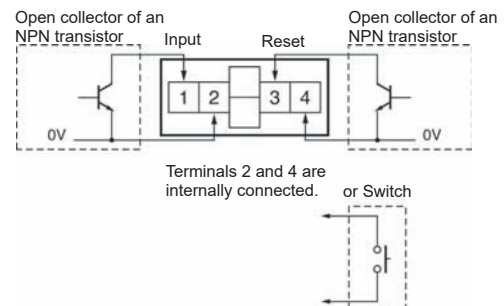 Open collector of an
NPN transistor
Input
Reset
Open collector of an
NPN transistor
1 2 3 4
0V
0V
Terminals 2 and 4 are
internally connected.
or Switch